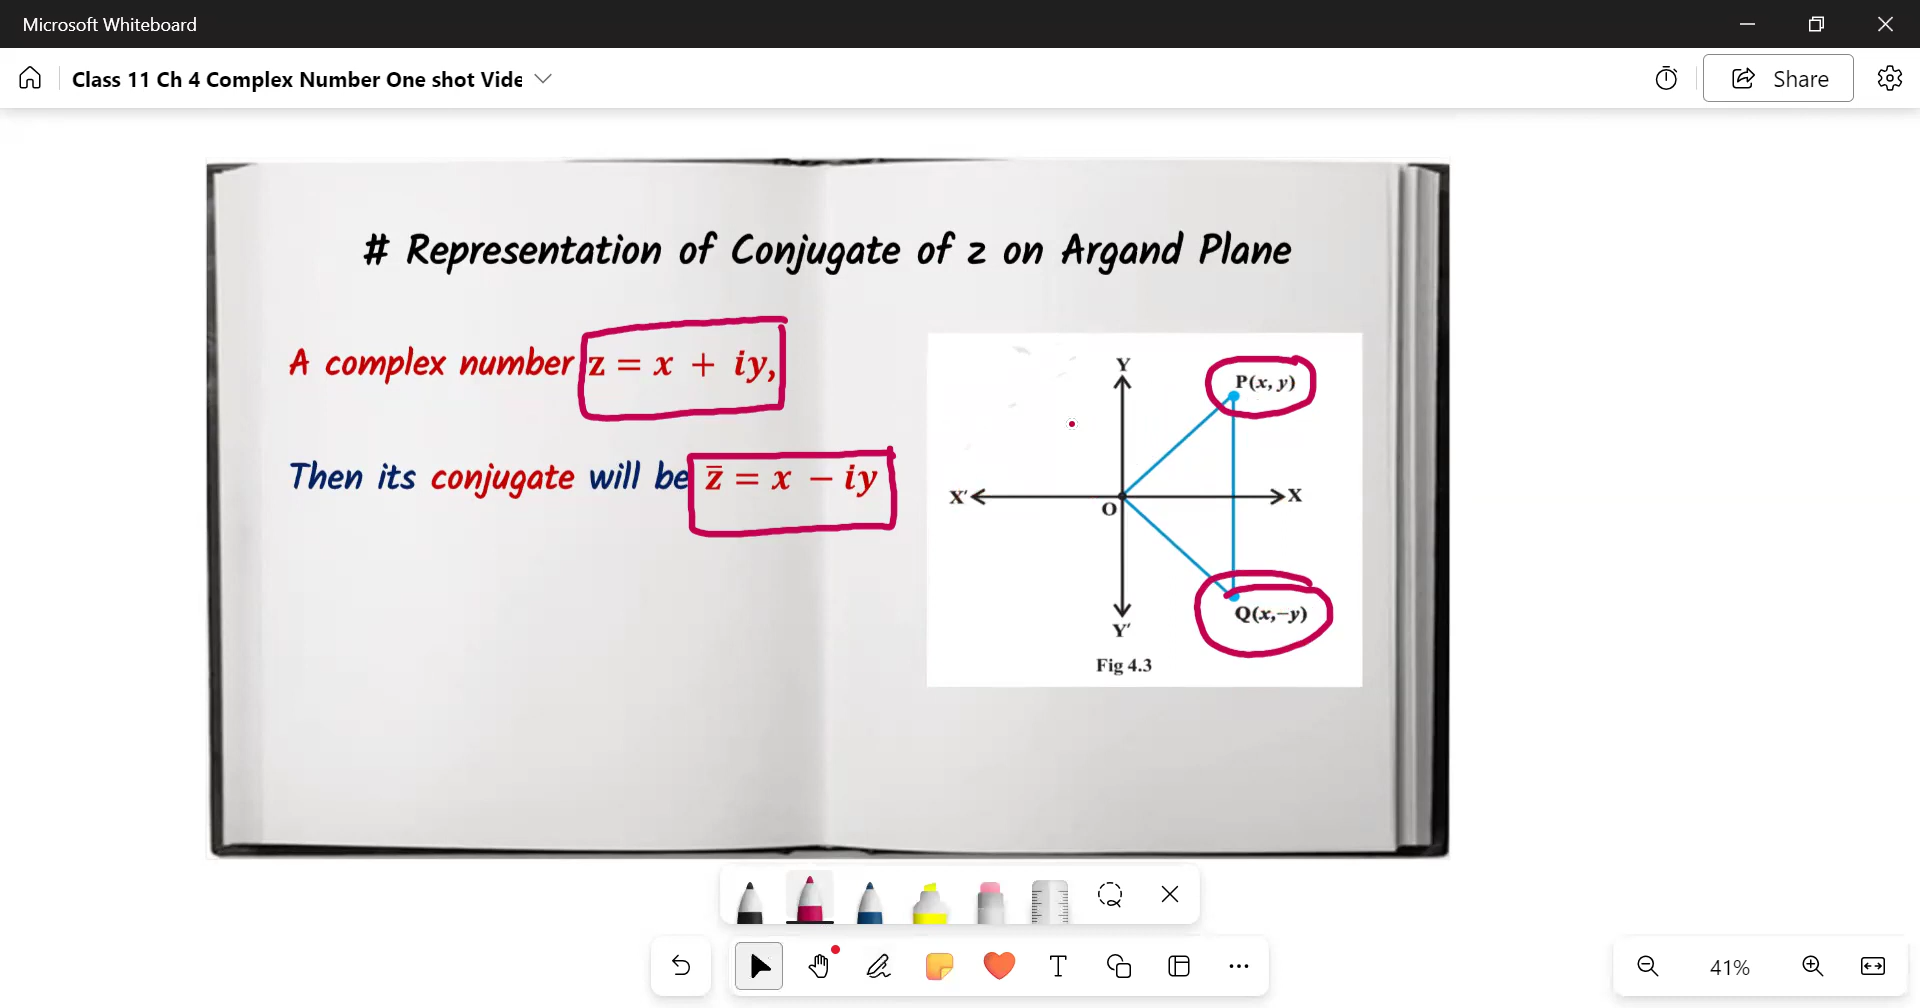 Microsoft Whiteboard
Class 11 Ch 4 Complex Number One shot Vide
Share
# Representation of Conjugate of z on Argand Plane
A complex number z = x + iy,
Then its conjugate will be z̄ = x − iy
Y
P(x, y)
X′
X
O
Q(x,−y)
Y′
Fig 4.3
T
41%